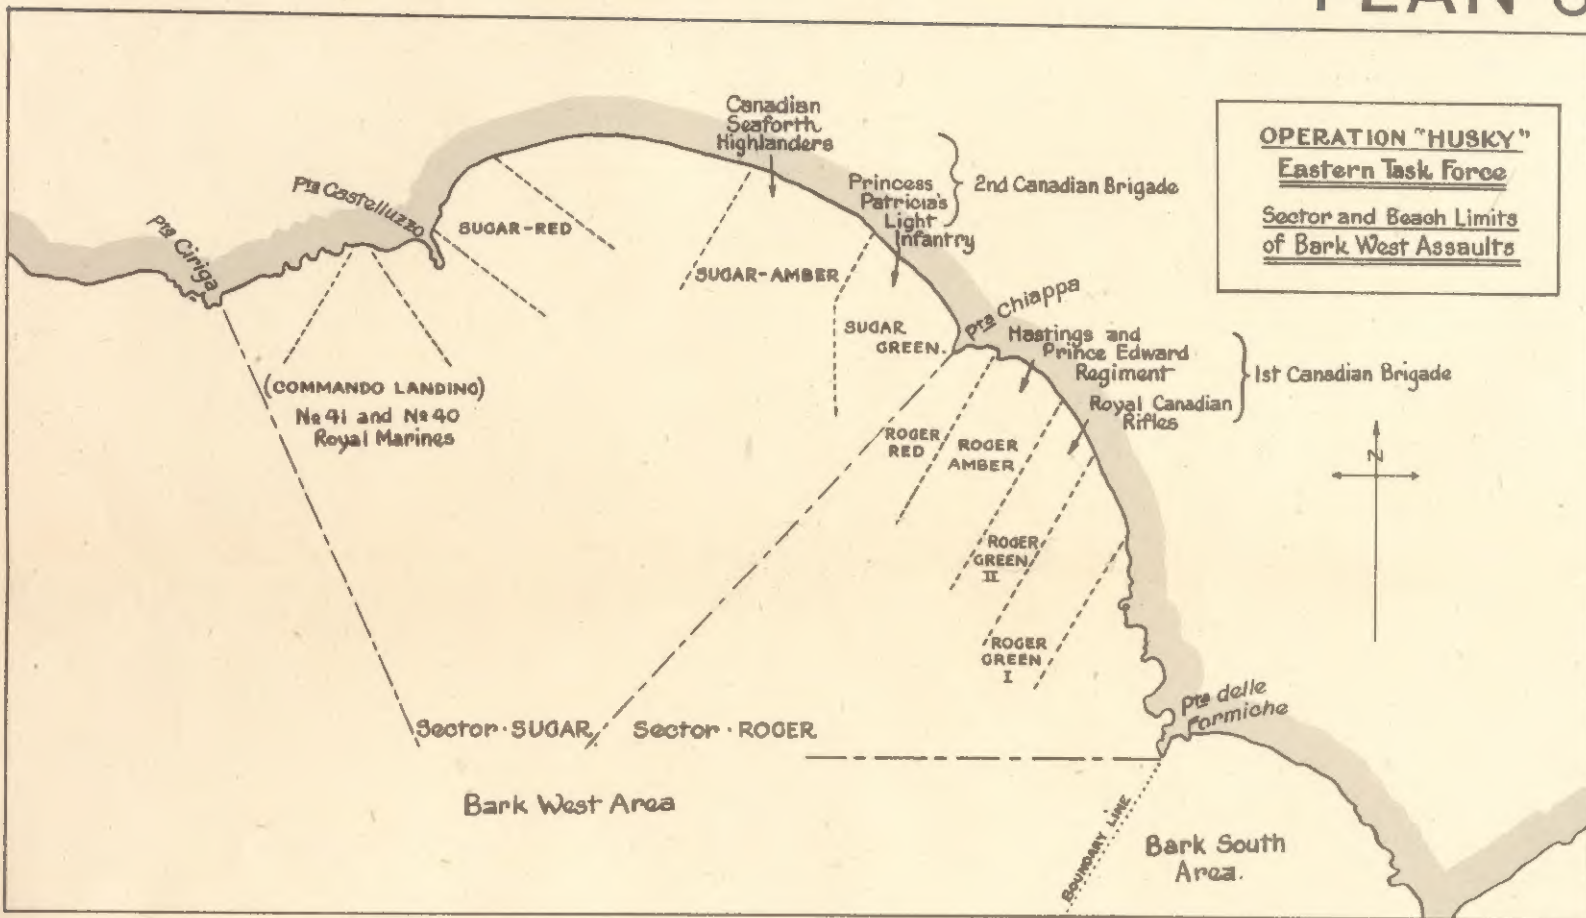 PLAN
OPERATION "HUSKY"
Eastern Task Force
Sector and Beach Limits
of Bark West Assaults
Canadian
Seaforth
Highlanders
Princess
Patricia's
Light
Infantry
2nd Canadian Brigade
Pta Castelluzzo
Pta Ciriga
SUGAR-RED
SUGAR-AMBER
SUGAR
GREEN.
Pta Chiappa
Hastings and
Prince Edward
Regiment
1st Canadian Brigade
Royal Canadian
Rifles
(COMMANDO LANDING)
No 41 and No 40
Royal Marines
ROGER
RED
ROGER
AMBER
N
ROGER
GREEN
II
ROGER
GREEN
I
Pta delle
Formiche
Sector·SUGAR
Sector·ROGER
Bark West Area
BOUNDARY LINE
Bark South
Area.